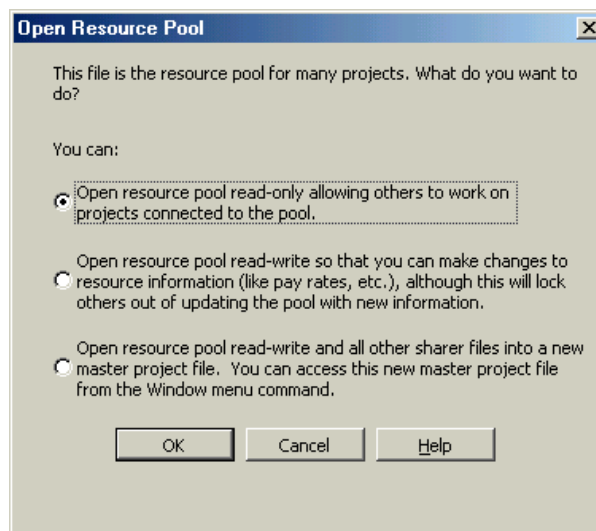 Open Resource Pool
This file is the resource pool for many projects. What do you want to
do?
You can:
Open resource pool read-only allowing others to work on
projects connected to the pool.
Open resource pool read-write so that you can make changes to
resource information (like pay rates, etc.), although this will lock
others out of updating the pool with new information.
Open resource pool read-write and all other sharer files into a new
master project file.  You can access this new master project file
from the Window menu command.
OK
Cancel
Help